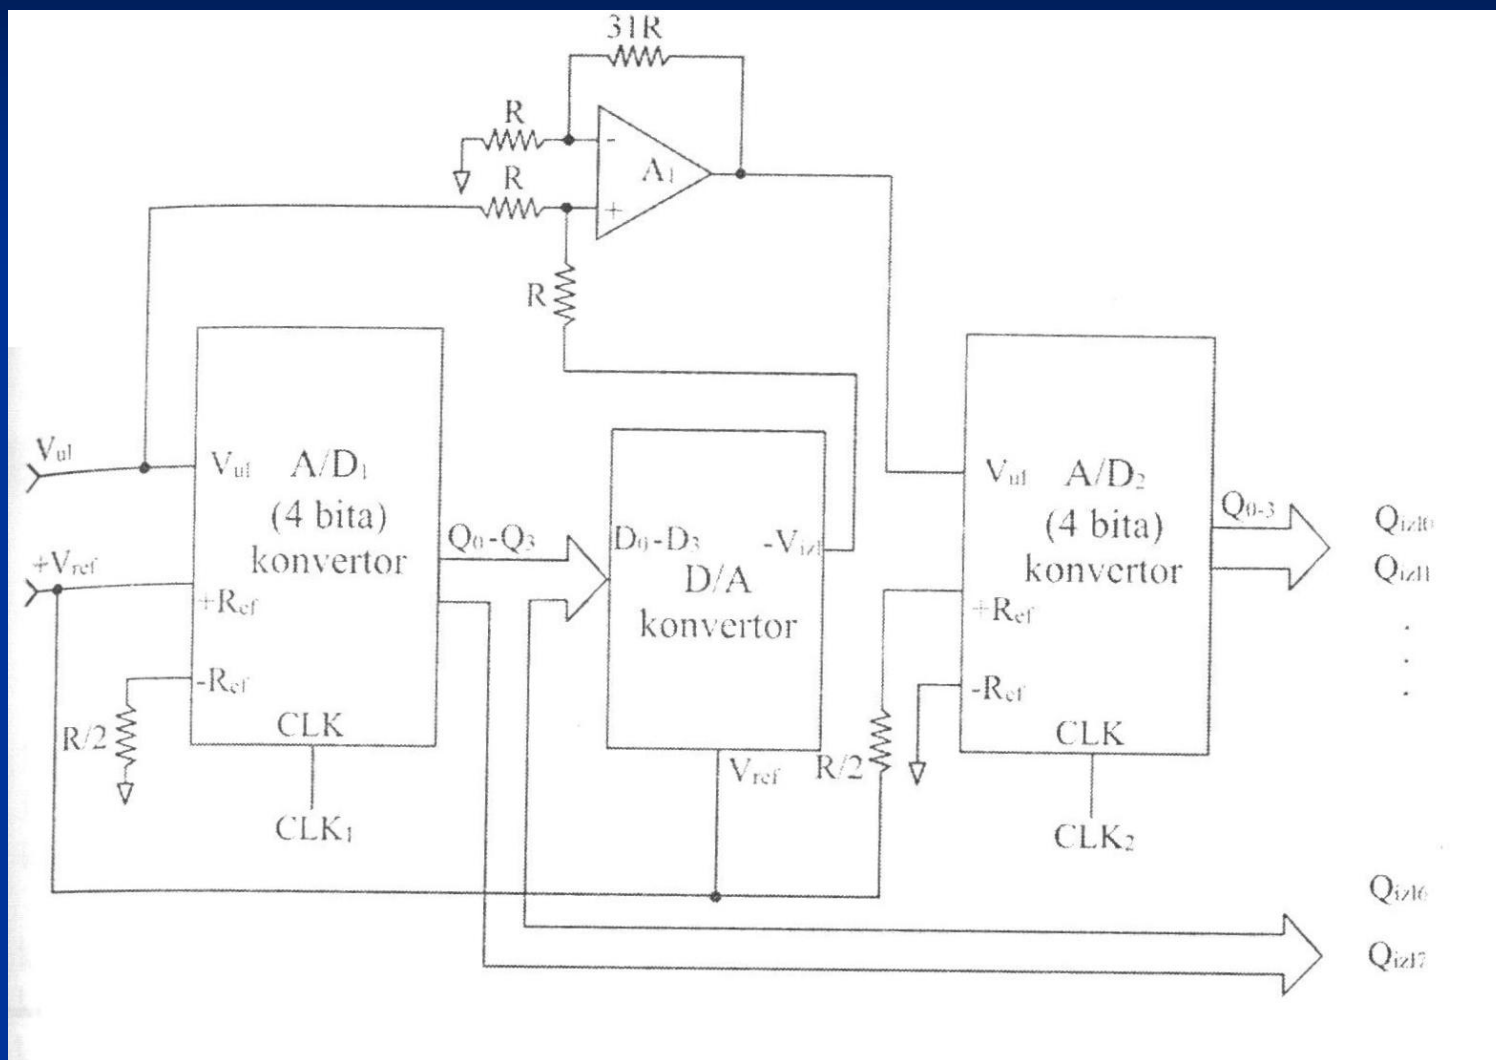 31R
R
-
A1
R
+
R
Vul
Vul
A/D1
(4 bita)
konvertor
+Vref
+Ref
-Ref
R/2
CLK
CLK1
Q0-Q3
D0-D3
-Vizl
D/A
konvertor
Vref
R/2
Vul
A/D2
(4 bita)
konvertor
+Ref
-Ref
CLK
CLK2
Q0-3
Qizl0
Qizl1
.
.
.
Qizl6
Qizl7